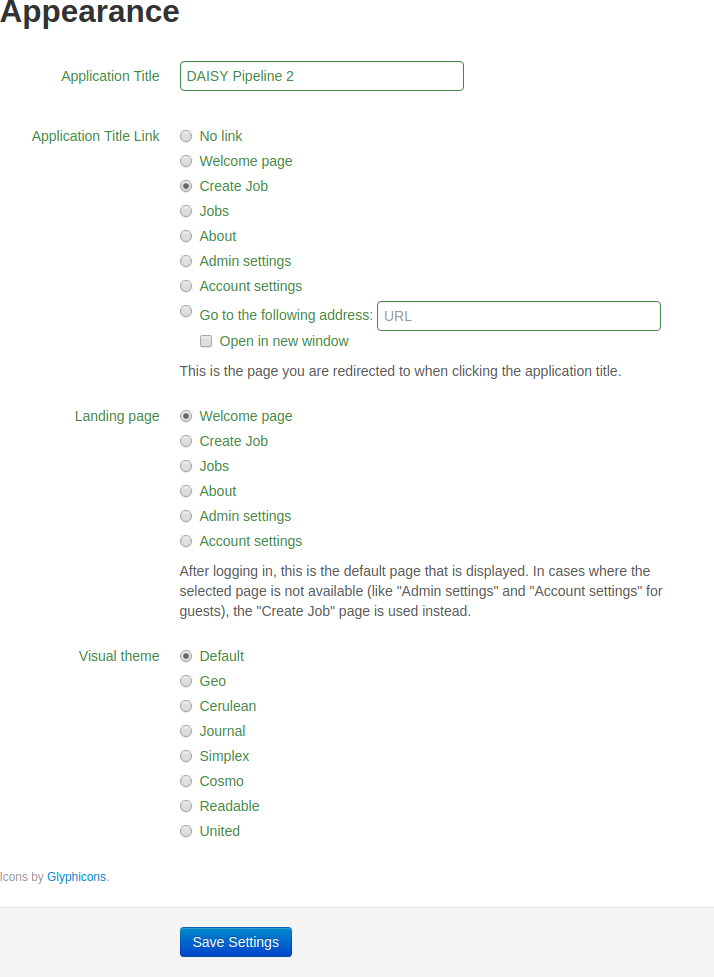 Appearance
Application Title DAISY Pipeline 2
Application Title Link No link
Welcome page
Create Job
Jobs
About
Admin settings
Account settings
Go to the following address: URL
Open in new window
This is the page you are redirected to when clicking the application title.
Landing page Welcome page
Create Job
Jobs
About
Admin settings
Account settings
After logging in, this is the default page that is displayed. In cases where the
selected page is not available (like "Admin settings" and "Account settings" for
guests), the "Create Job" page is used instead.
Visual theme Default
Geo
Cerulean
Journal
Simplex
Cosmo
Readable
United
Icons by Glyphicons.
Save Settings